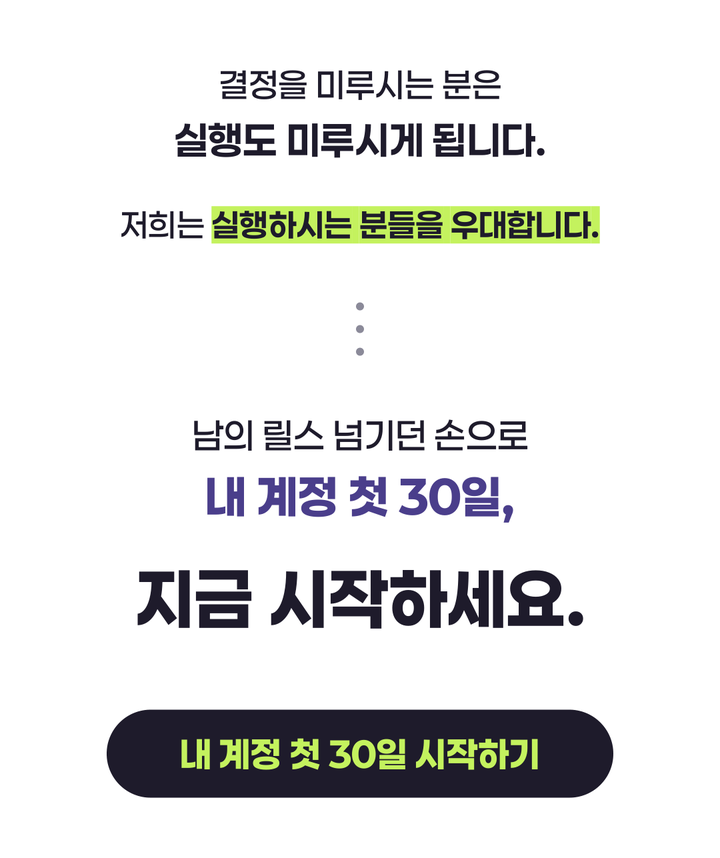 결정을 미루시는 분은
실행도 미루시게 됩니다.
저희는 실행하시는 분들을 우대합니다.
남의 릴스 넘기던 손으로
내 계정 첫 30일,
지금 시작하세요.
내 계정 첫 30일 시작하기